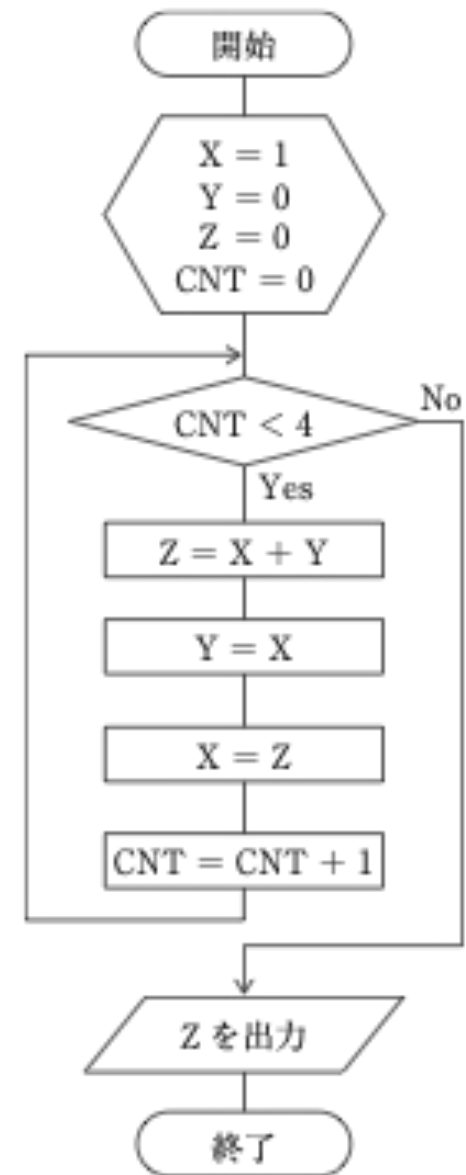 開始
X = 1
Y = 0
Z = 0
CNT = 0
CNT < 4
No
Yes
Z = X + Y
Y = X
X = Z
CNT = CNT + 1
Z を出力
終了